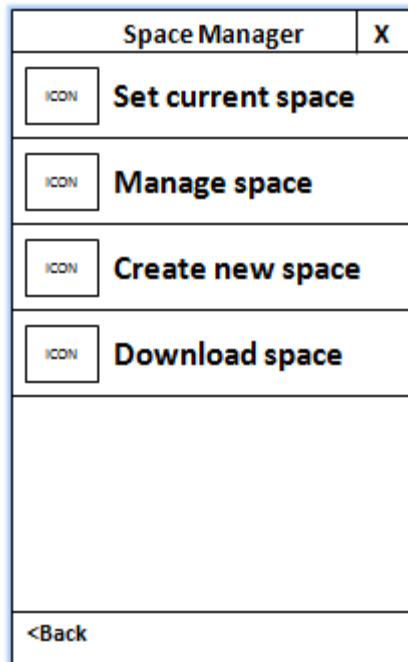 Space Manager X
ICON Set current space
ICON Manage space
ICON Create new space
ICON Download space
<Back